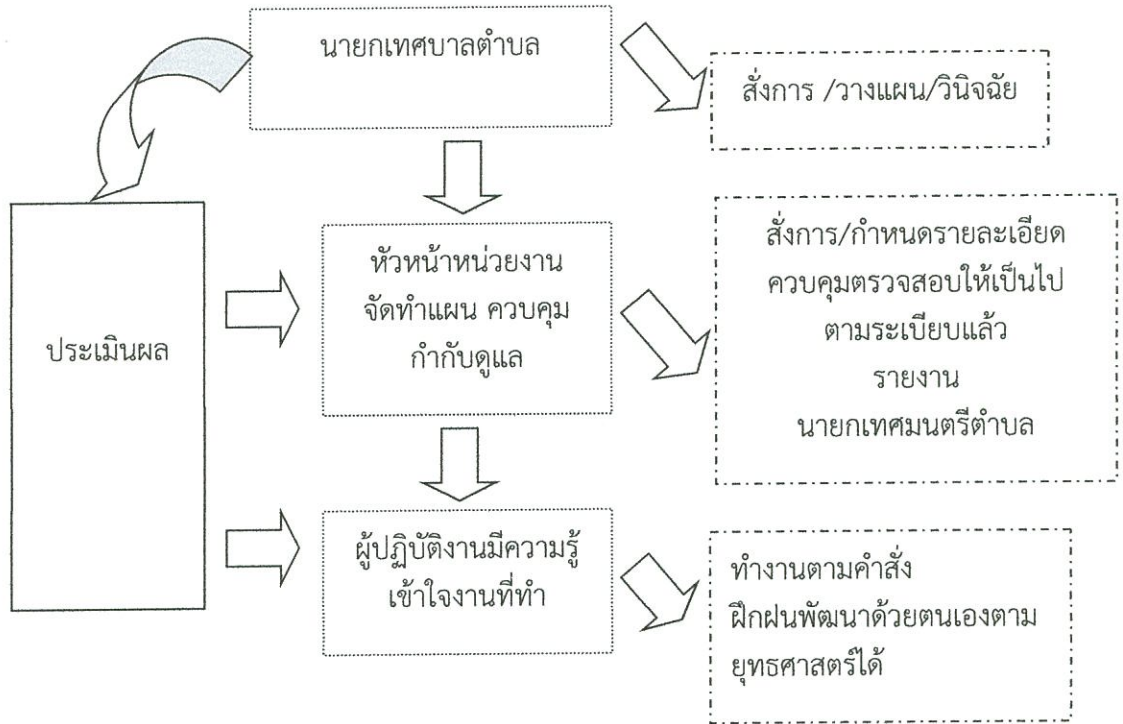 นายกเทศบาลตำบล
สั่งการ /วางแผน/วินิจฉัย
หัวหน้าหน่วยงาน
จัดทำแผน ควบคุม
กำกับดูแล
สั่งการ/กำหนดรายละเอียด
ควบคุมตรวจสอบให้เป็นไป
ตามระเบียบแล้ว
รายงาน
นายกเทศมนตรีตำบล
ประเมินผล
ผู้ปฏิบัติงานมีความรู้
เข้าใจงานที่ทำ
ทำงานตามคำสั่ง
ฝึกฝนพัฒนาด้วยตนเองตาม
ยุทธศาสตร์ได้